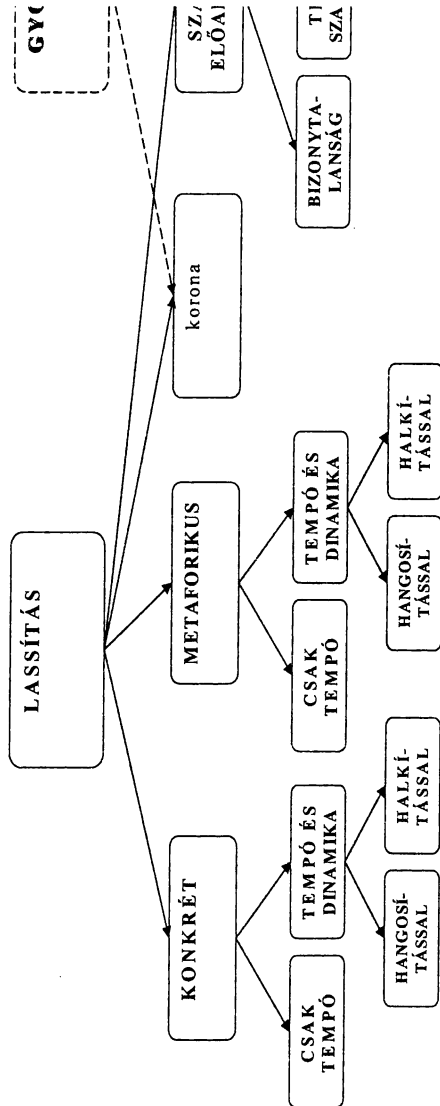 LASSÍTÁS
KONKRÉT
METAFORIKUS
korona
CSAK
TEMPÓ
TEMPÓ ÉS
DINAMIKA
CSAK
TEMPÓ
TEMPÓ ÉS
DINAMIKA
BIZONYTA-
LANSÁG
HANGOSÍ-
TÁSSAL
HALKÍ-
TÁSSAL
HANGOSÍ-
TÁSSAL
HALKÍ-
TÁSSAL